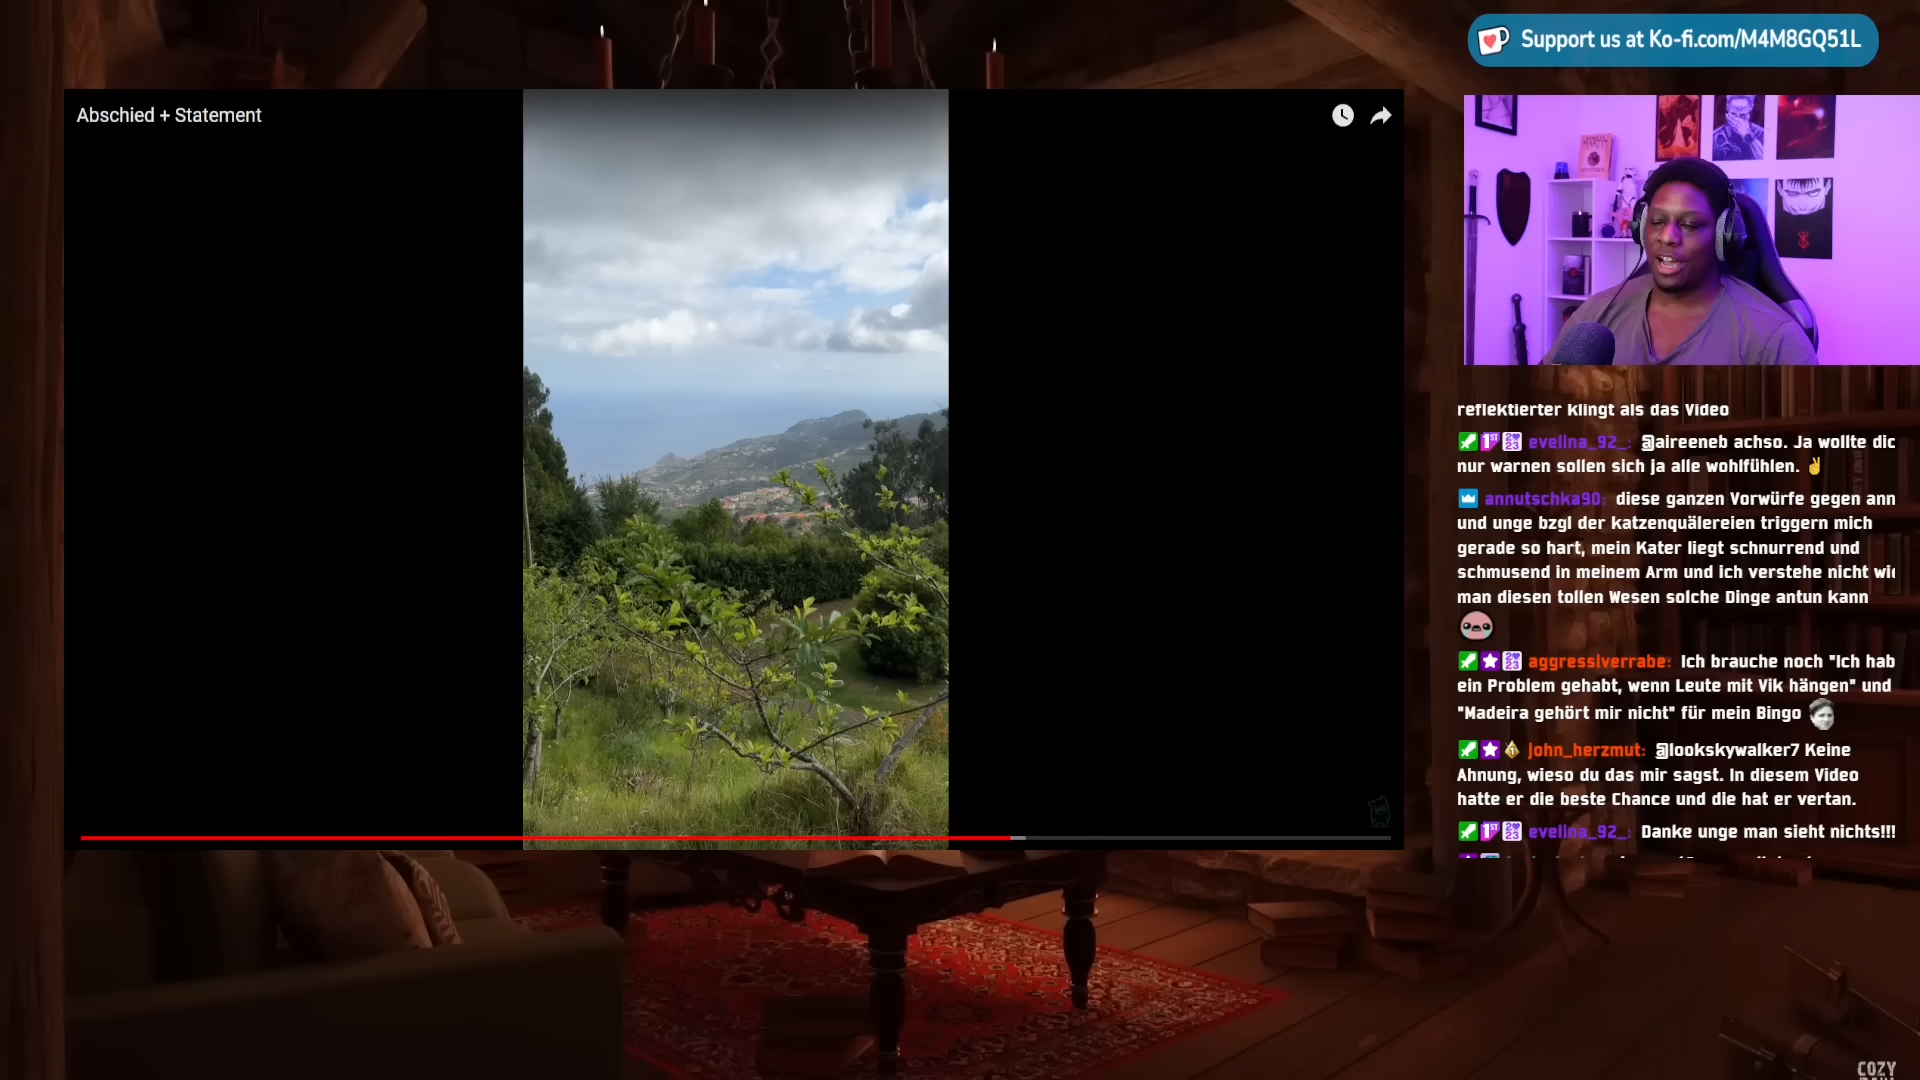 Support us at Ko-fi.com/M4M8GQ51L
Abschied + Statement
MARTIN
reflektierter klingt als das Video
evelina_92_: @aireeneb achso. Ja wollte dic
nur warnen sollen sich ja alle wohlfühlen. ✌
annutschka90: diese ganzen Vorwürfe gegen ann
und unge bzgl der katzenquälereien triggern mich
gerade so hart, mein Kater liegt schnurrend und
schmusend in meinem Arm und ich verstehe nicht wi
man diesen tollen Wesen solche Dinge antun kann
aggressiverrabe: Ich brauche noch "Ich hab
ein Problem gehabt, wenn Leute mit Vik hängen" und
"Madeira gehört mir nicht" für mein Bingo
john_herzmut: @lookskywalker7 Keine
Ahnung, wieso du das mir sagst. In diesem Video
hatte er die beste Chance und die hat er vertan.
evelina_92_: Danke unge man sieht nichts!!!
COZY